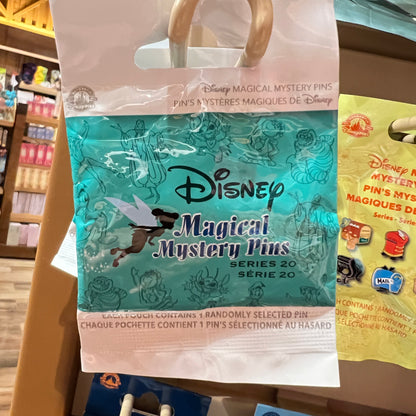 Disney MAGICAL MYSTERY PINS
PIN'S MYSTÈRES MAGIQUES DE Disney
Disney
Magical
Mystery Pins
SERIES 20
SÉRIE 20
EACH POUCH CONTAINS 1 RANDOMLY SELECTED PIN
CHAQUE POCHETTE CONTIENT 1 PIN'S SÉLECTIONNÉ AU HASARD
Disney
MYSTERY
PIN'S MYS
MAGIQUES DE
Series
MAIL